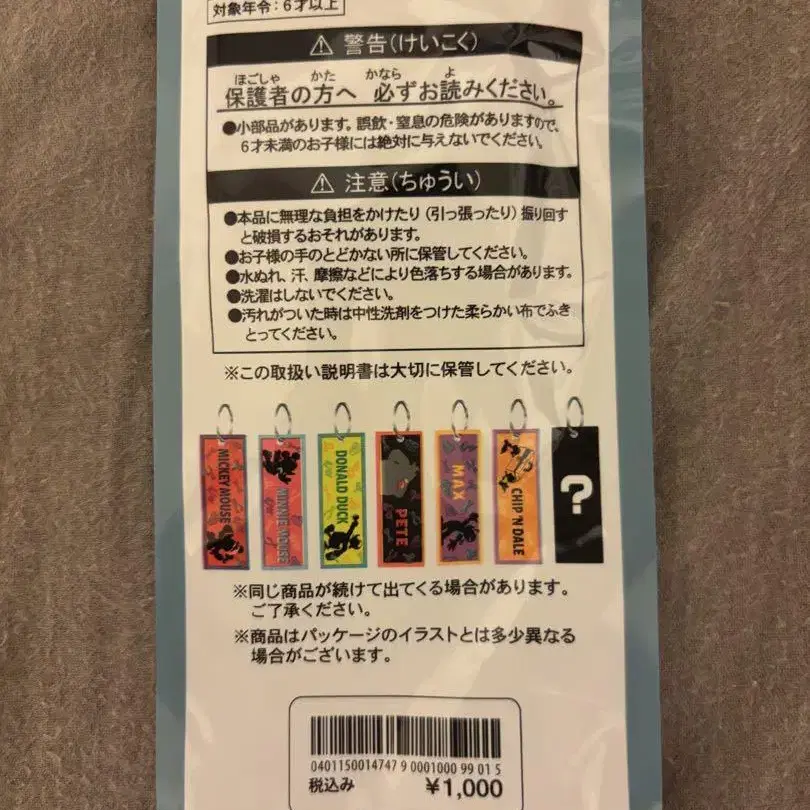 対象年令：6才以上
⚠ 警告(けいこく)
ほごしゃ かた かなら よ
保護者の方へ 必ずお読みください。
●小部品があります。誤飲・窒息の危険がありますので、
6才未満のお子様には絶対に与えないでください。
⚠ 注意(ちゅうい)
●本品に無理な負担をかけたり（引っ張ったり）振り回す
と破損するおそれがあります。
●お子様の手のとどかない所に保管してください。
●水ぬれ、汗、摩擦などにより色落ちする場合があります。
●洗濯はしないでください。
●汚れがついた時は中性洗剤をつけた柔らかい布でふき
とってください。
※この取扱い説明書は大切に保管してください。
MICKEY MOUSE
MINNIE MOUSE
DONALD DUCK
PETE
MAX
CHIP 'N DALE
?
※同じ商品が続けて出てくる場合があります。
ご了承ください。
※商品はパッケージのイラストとは多少異なる
場合がございます。
0401150014747 9 0001000 99 01 5
税込み ¥1,000